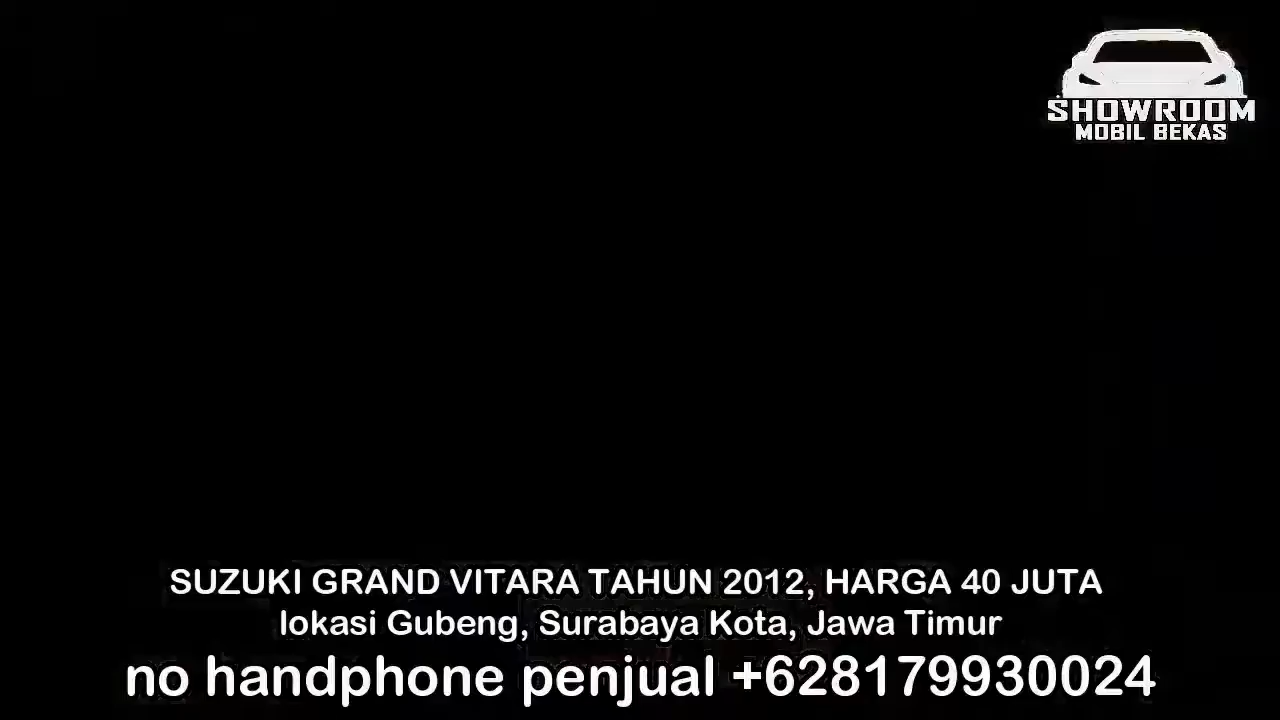 SHOWROOM
MOBIL BEKAS
SUZUKI GRAND VITARA TAHUN 2012, HARGA 40 JUTA
lokasi Gubeng, Surabaya Kota, Jawa Timur
no handphone penjual +628179930024